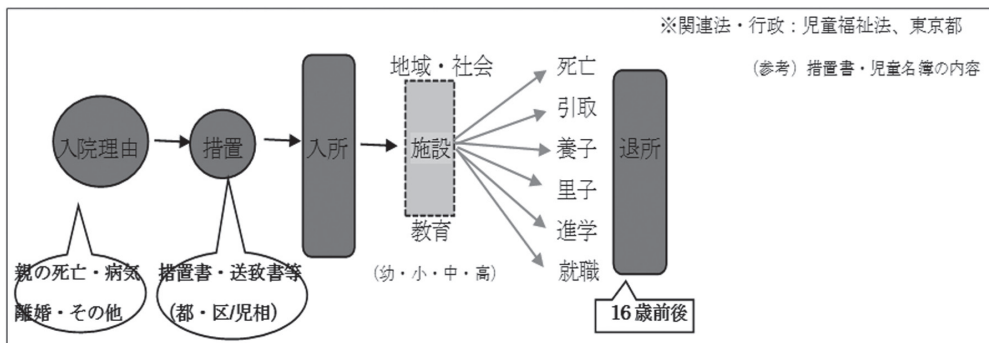 ※関連法・行政：児童福祉法、東京都
(参考) 措置書・児童名簿の内容
入院理由
措置
入所
地域・社会
施設
教育
(幼・小・中・高)
死亡
引取
養子
里子
進学
就職
退所
親の死亡・病気
離婚・その他
措置書・送致書等
(都・区/児相)
16歳前後